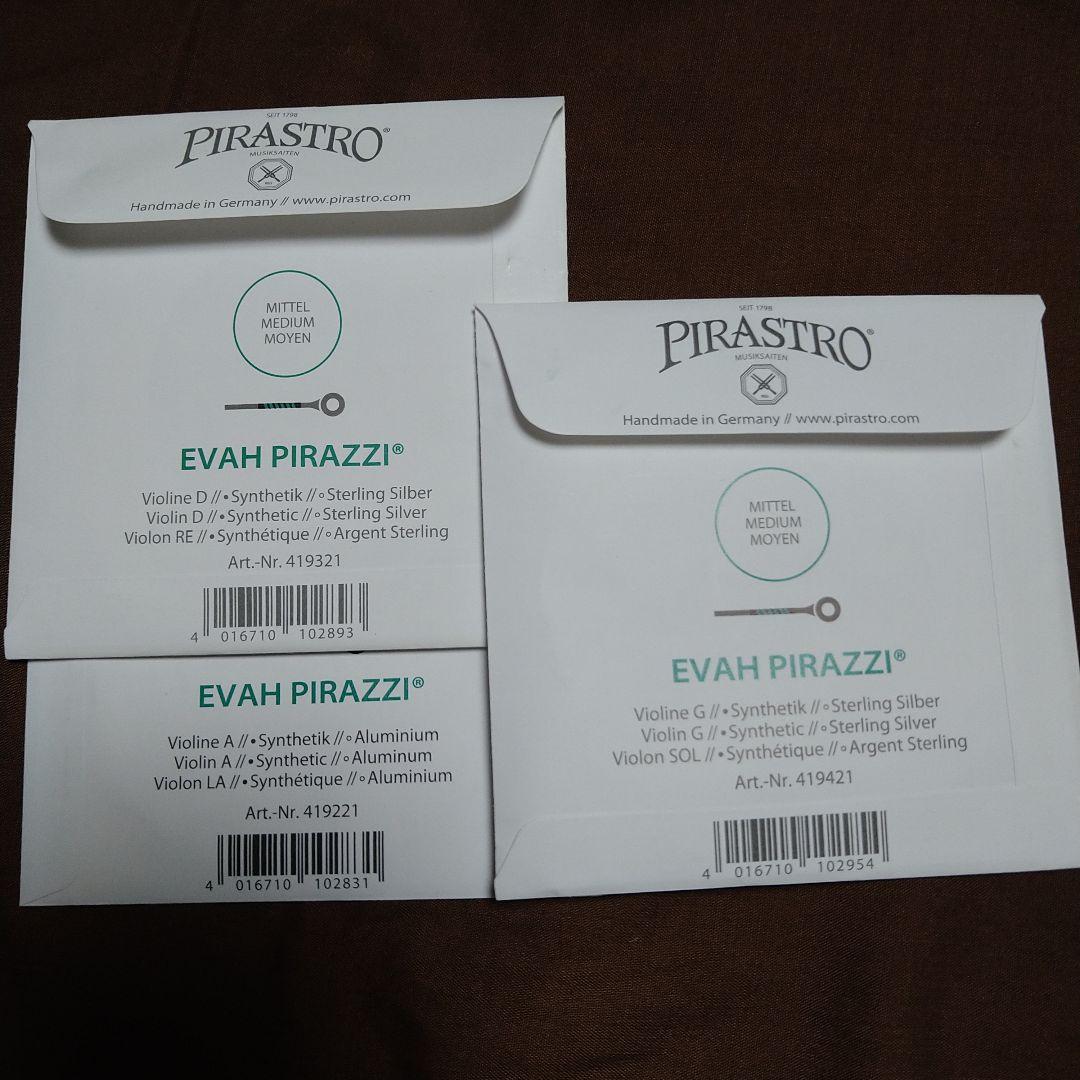 SEIT 1798
PIRASTRO®
MUSIKSAITEN
Handmade in Germany // www.pirastro.com
MITTEL
MEDIUM
MOYEN
EVAH PIRAZZI®
Violine D //•Synthetik //∘Sterling Silber
Violin D //•Synthetic //∘Sterling Silver
Violon RE //•Synthétique //∘Argent Sterling
Art.-Nr. 419321
4 016710 102893
EVAH PIRAZZI®
Violine A //•Synthetik //∘Aluminium
Violin A //•Synthetic //∘Aluminum
Violon LA //•Synthétique //∘Aluminium
Art.-Nr. 419221
4 016710 102831
SEIT 1798
PIRASTRO®
MUSIKSAITEN
Handmade in Germany // www.pirastro.com
MITTEL
MEDIUM
MOYEN
EVAH PIRAZZI®
Violine G //•Synthetik //∘Sterling Silber
Violin G //•Synthetic //∘Sterling Silver
Violon SOL //•Synthétique //∘Argent Sterling
Art.-Nr. 419421
4 016710 102954